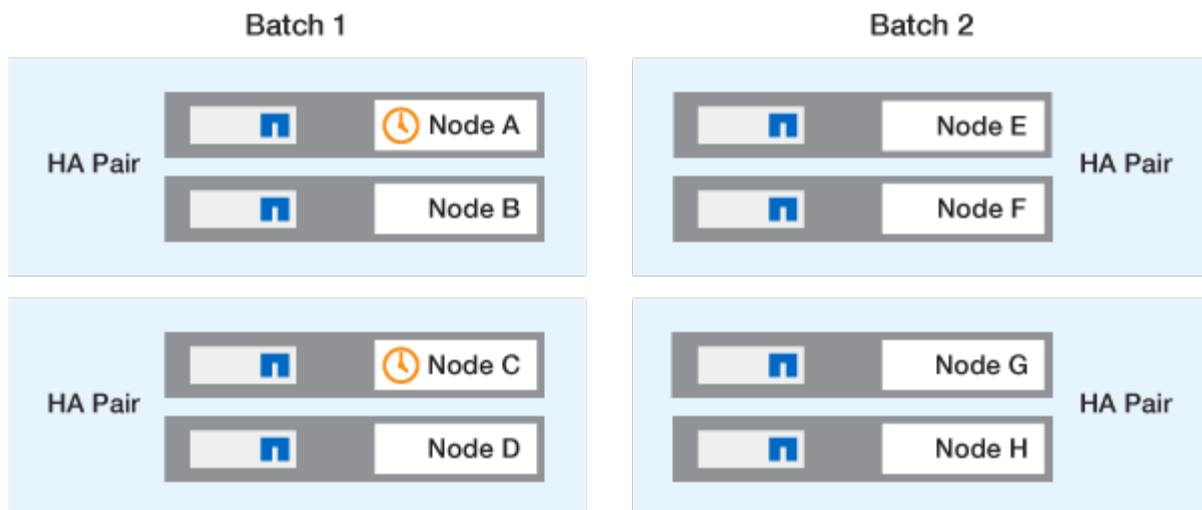 Batch 1
Batch 2
HA Pair
Node A
Node B
Node E
Node F
HA Pair
HA Pair
Node C
Node D
Node G
Node H
HA Pair